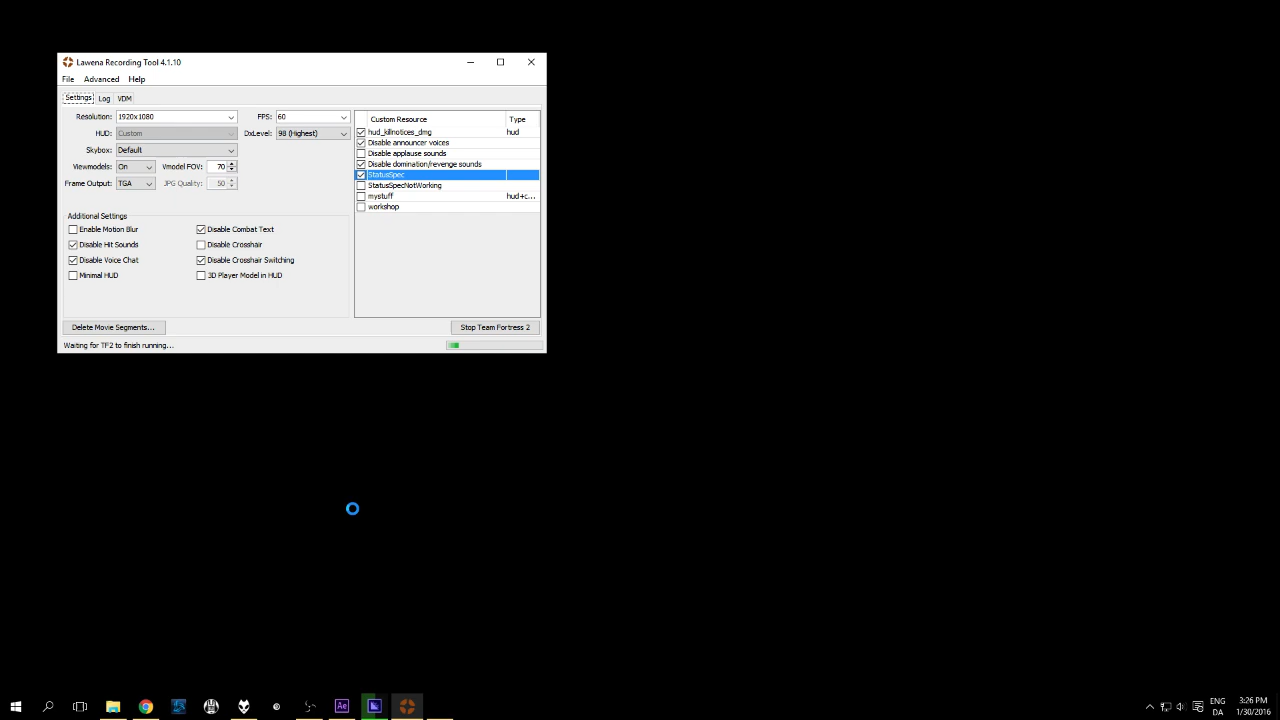 Lawena Recording Tool 4.1.10
File Advanced Help
Settings Log VDM
Resolution: 1920x1080 FPS: 60
HUD: Custom DxLevel: 98 (Highest)
Skybox: Default
Viewmodels: On Vmodel FOV: 70
Frame Output: TGA JPG Quality: 50
Additional Settings
Enable Motion Blur Disable Combat Text
Disable Hit Sounds Disable Crosshair
Disable Voice Chat Disable Crosshair Switching
Minimal HUD 3D Player Model in HUD
Custom Resource Type
hud_killnotices_dmg hud
Disable announcer voices
Disable applause sounds
Disable domination/revenge sounds
StatusSpec
StatusSpecNotWorking
mystuff hud+c...
workshop
Delete Movie Segments... Stop Team Fortress 2
Waiting for TF2 to finish running...
Ae
ENG 3:26 PM
DA 1/30/2016